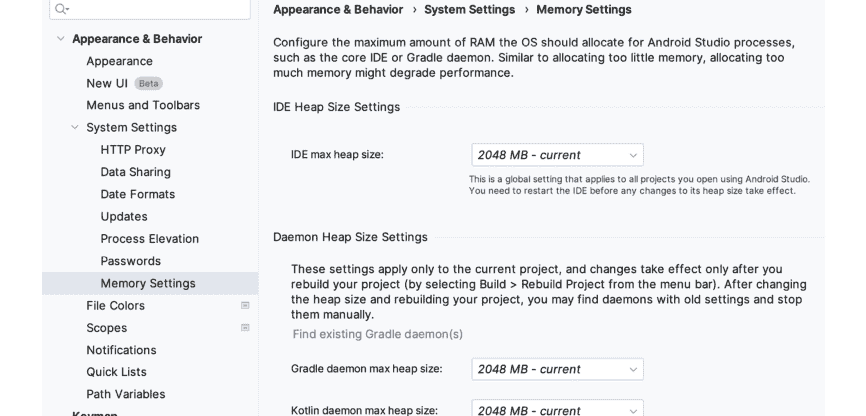 Appearance & Behavior › System Settings › Memory Settings
Appearance & Behavior
Appearance
New UI Beta
Menus and Toolbars
System Settings
HTTP Proxy
Data Sharing
Date Formats
Updates
Process Elevation
Passwords
Memory Settings
File Colors
Scopes
Notifications
Quick Lists
Path Variables
Keymap
Configure the maximum amount of RAM the OS should allocate for Android Studio processes,
such as the core IDE or Gradle daemon. Similar to allocating too little memory, allocating too
much memory might degrade performance.
IDE Heap Size Settings
IDE max heap size: 2048 MB - current
This is a global setting that applies to all projects you open using Android Studio.
You need to restart the IDE before any changes to its heap size take effect.
Daemon Heap Size Settings
These settings apply only to the current project, and changes take effect only after you
rebuild your project (by selecting Build > Rebuild Project from the menu bar). After changing
the heap size and rebuilding your project, you may find daemons with old settings and stop
them manually.
Find existing Gradle daemon(s)
Gradle daemon max heap size: 2048 MB - current
Kotlin daemon max heap size: 2048 MB - current